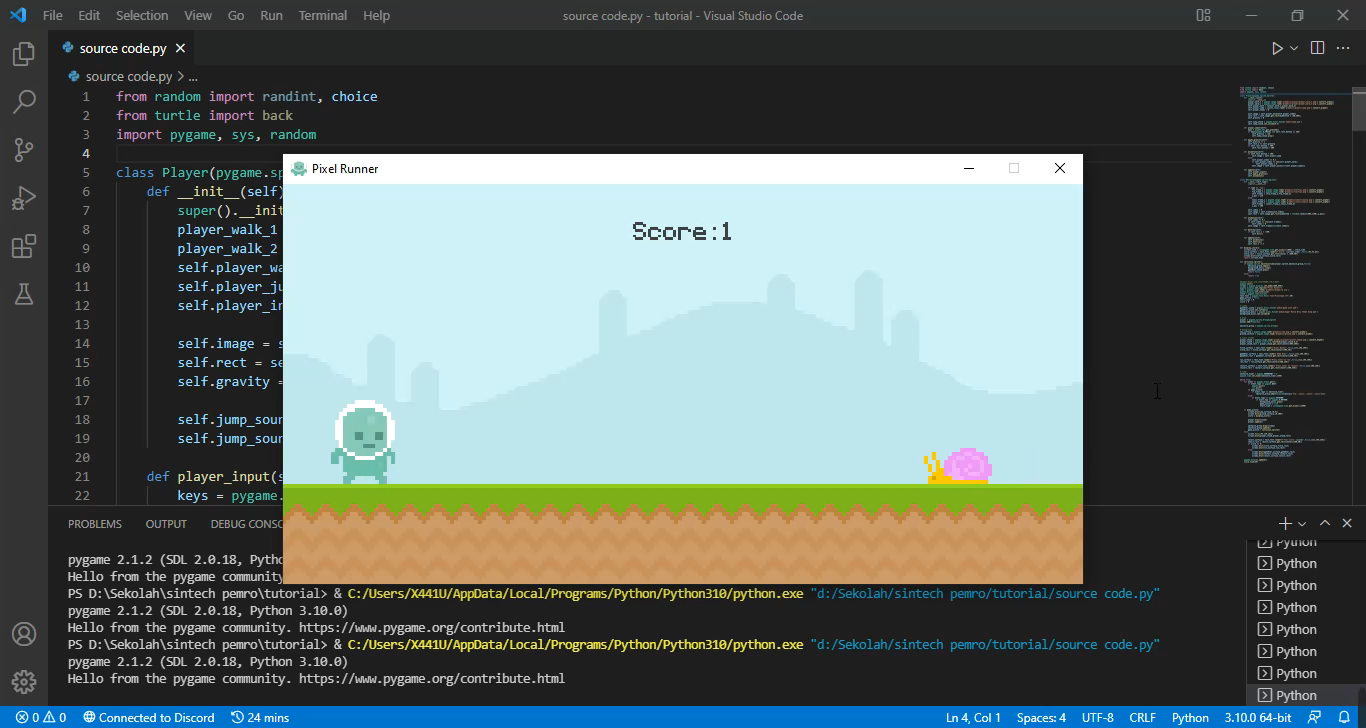 File Edit Selection View Go Run Terminal Help
source code.py - tutorial - Visual Studio Code
source code.py
source code.py > ...
1 from random import randint, choice
2 from turtle import back
3 import pygame, sys, random
4
5 class Player(pygame.sp
6 def __init__(self)
7 super().__init
8 player_walk_1
9 player_walk_2
10 self.player_wa
11 self.player_ju
12 self.player_in
13
14 self.image = s
15 self.rect = se
16 self.gravity =
17
18 self.jump_soun
19 self.jump_soun
20
21 def player_input(s
22 keys = pygame.
Pixel Runner
Score:1
PROBLEMS OUTPUT DEBUG CONSO
pygame 2.1.2 (SDL 2.0.18, Pytho
Hello from the pygame community
PS D:\Sekolah\sintech pemro\tutorial> & C:/Users/X441U/AppData/Local/Programs/Python/Python310/python.exe "d:/Sekolah/sintech pemro/tutorial/source code.py"
pygame 2.1.2 (SDL 2.0.18, Python 3.10.0)
Hello from the pygame community. https://www.pygame.org/contribute.html
PS D:\Sekolah\sintech pemro\tutorial> & C:/Users/X441U/AppData/Local/Programs/Python/Python310/python.exe "d:/Sekolah/sintech pemro/tutorial/source code.py"
pygame 2.1.2 (SDL 2.0.18, Python 3.10.0)
Hello from the pygame community. https://www.pygame.org/contribute.html
Python
Python
Python
Python
Python
Python
Python
Python
0 0 Connected to Discord 24 mins
Ln 4, Col 1 Spaces: 4 UTF-8 CRLF Python 3.10.0 64-bit